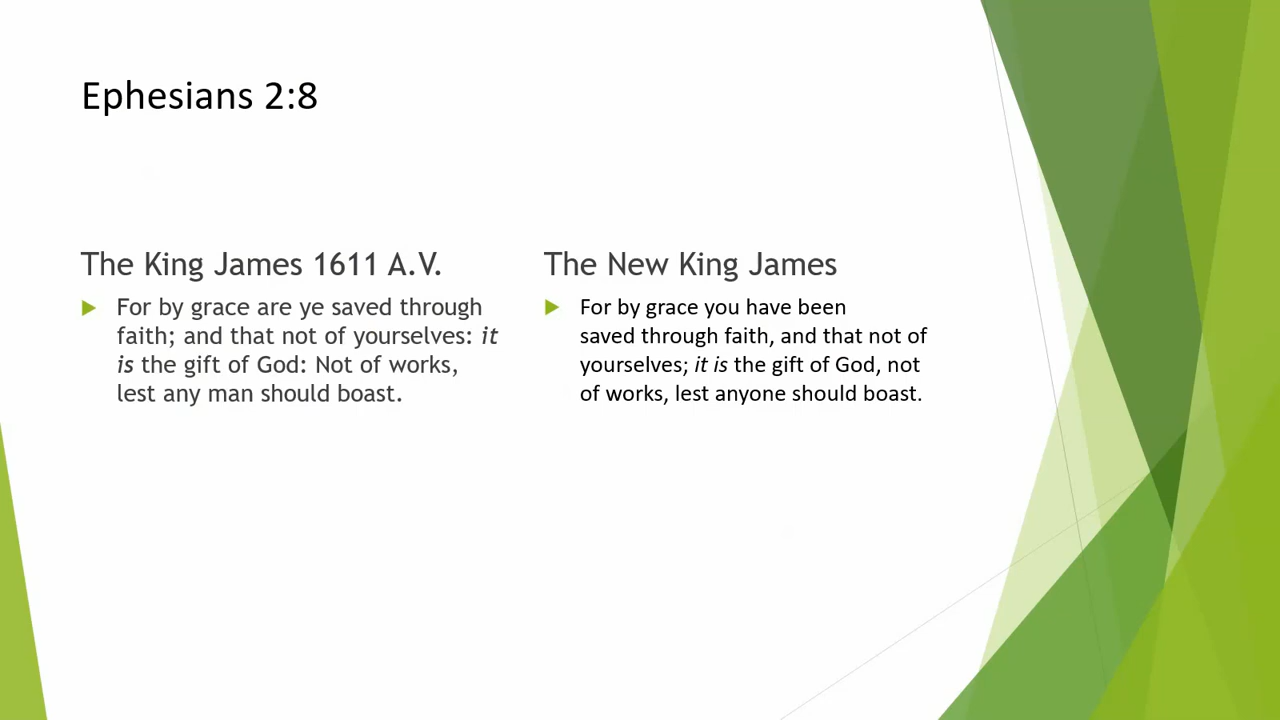 Ephesians 2:8
The King James 1611 A.V.
For by grace are ye saved through
faith; and that not of yourselves: it
is the gift of God: Not of works,
lest any man should boast.
The New King James
For by grace you have been
saved through faith, and that not of
yourselves; it is the gift of God, not
of works, lest anyone should boast.